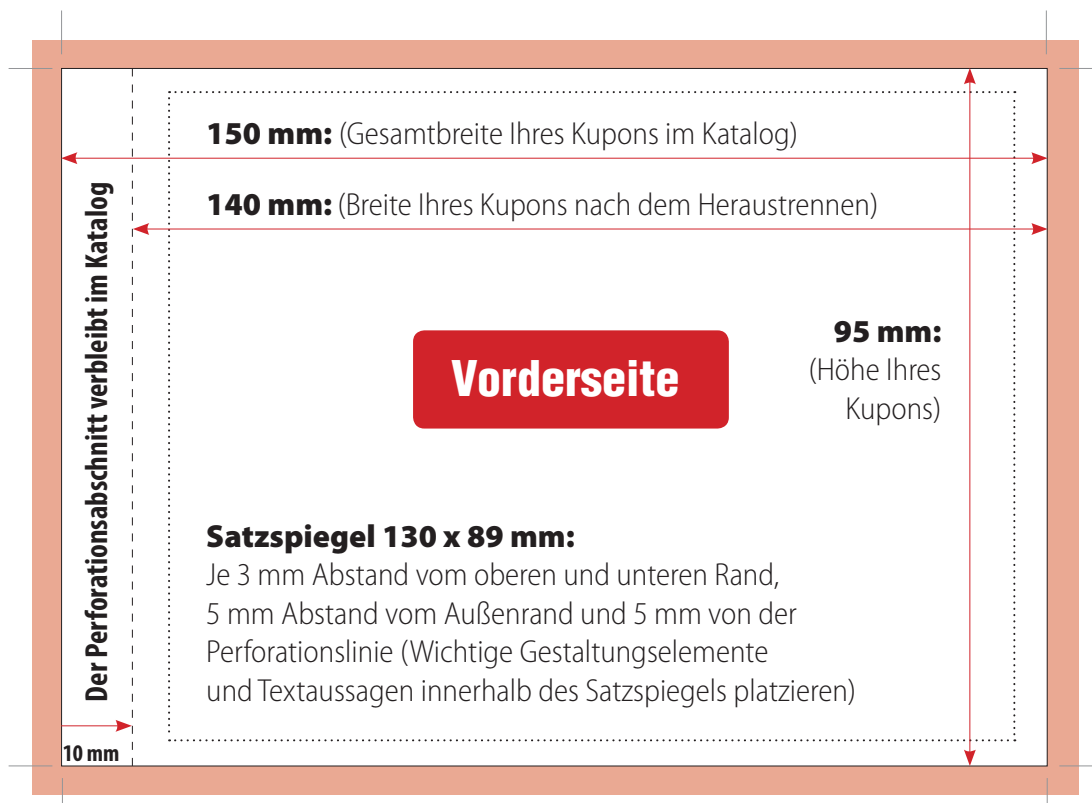 150 mm: (Gesamtbreite Ihres Kupons im Katalog)
140 mm: (Breite Ihres Kupons nach dem Heraustrennen)
Der Perforationsabschnitt verbleibt im Katalog
95 mm:
(Höhe Ihres
Kupons)
Vorderseite
Satzspiegel 130 x 89 mm:
Je 3 mm Abstand vom oberen und unteren Rand,
5 mm Abstand vom Außenrand und 5 mm von der
Perforationslinie (Wichtige Gestaltungselemente
und Textaussagen innerhalb des Satzspiegels platzieren)
10 mm